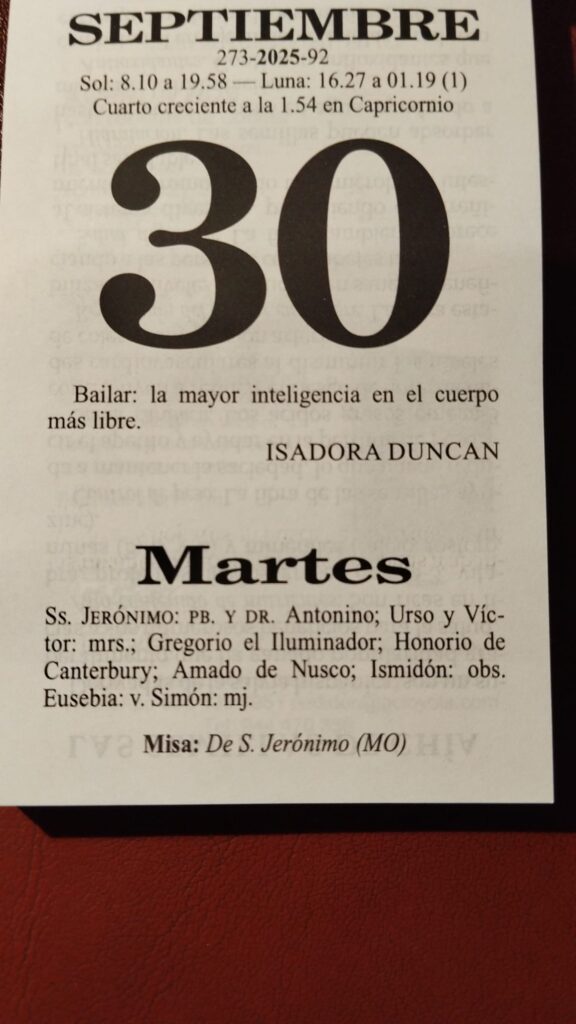 SEPTIEMBRE
273-2025-92
Sol: 8.10 a 19.58 — Luna: 16.27 a 01.19 (1)
Cuarto creciente a la 1.54 en Capricornio
30
Bailar: la mayor inteligencia en el cuerpo
más libre.
ISADORA DUNCAN
Martes
Ss. JERÓNIMO: PB. Y DR. Antonino; Urso y Víc-
tor: mrs.; Gregorio el Iluminador; Honorio de
Canterbury; Amado de Nusco; Ismidón: obs.
Eusebia: v. Simón: mj.
Misa: De S. Jerónimo (MO)